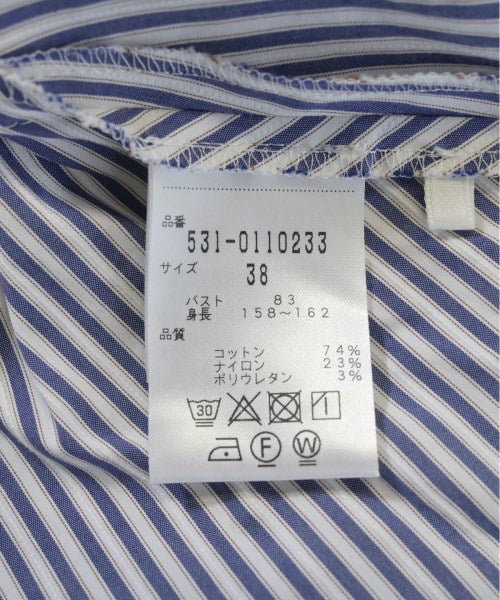 品番
531-0110233
サイズ
38
バスト 83
身長 158～162
品質
コットン 74%
ナイロン 23%
ポリウレタン 3%
30
F W